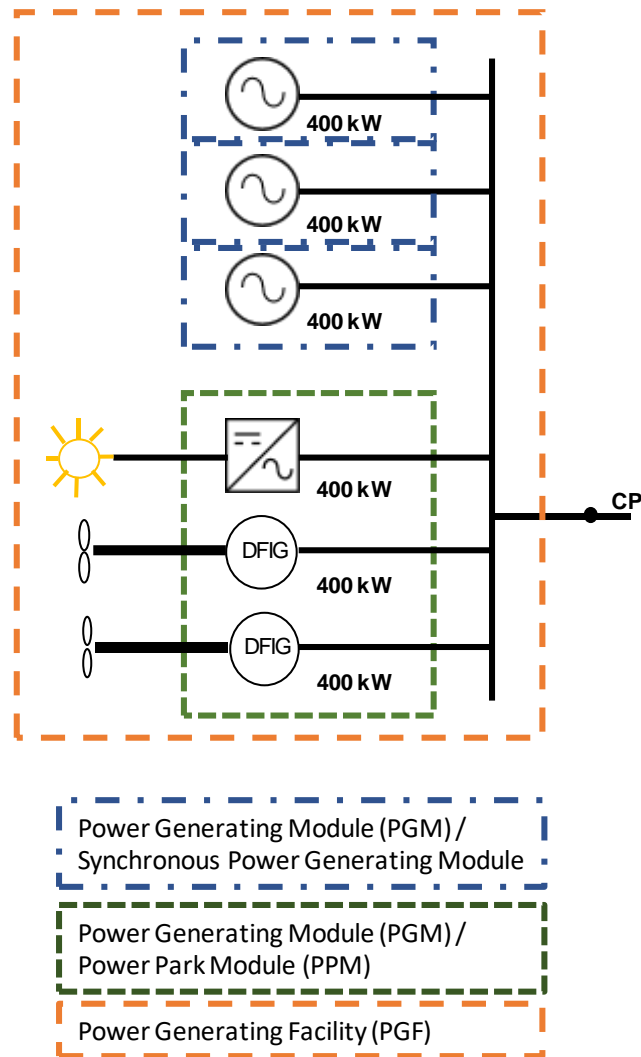 400 kW
400 kW
400 kW
400 kW
CP
DFIG
400 kW
DFIG
400 kW
Power Generating Module (PGM) /
Synchronous Power Generating Module
Power Generating Module (PGM) /
Power Park Module (PPM)
Power Generating Facility (PGF)